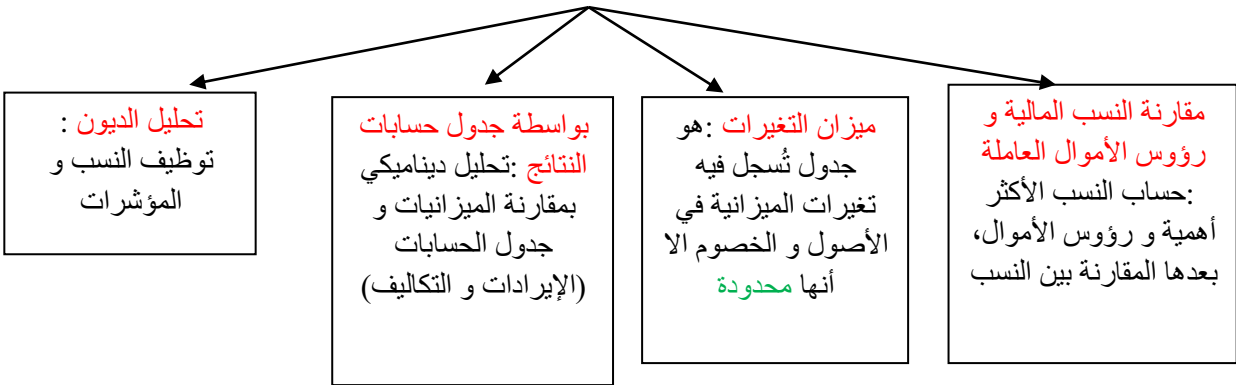 مقارنة النسب المالية و
رؤوس الأموال العاملة
:حساب النسب الأكثر
أهمية و رؤوس الأموال،
بعدها المقارنة بين النسب
ميزان التغيرات :هو
جدول تُسجل فيه
تغيرات الميزانية في
الأصول و الخصوم الا
أنها محدودة
بواسطة جدول حسابات
النتائج :تحليل ديناميكي
بمقارنة الميزانيات و
جدول الحسابات
(الإيرادات و التكاليف)
تحليل الديون :
توظيف النسب و
المؤشرات